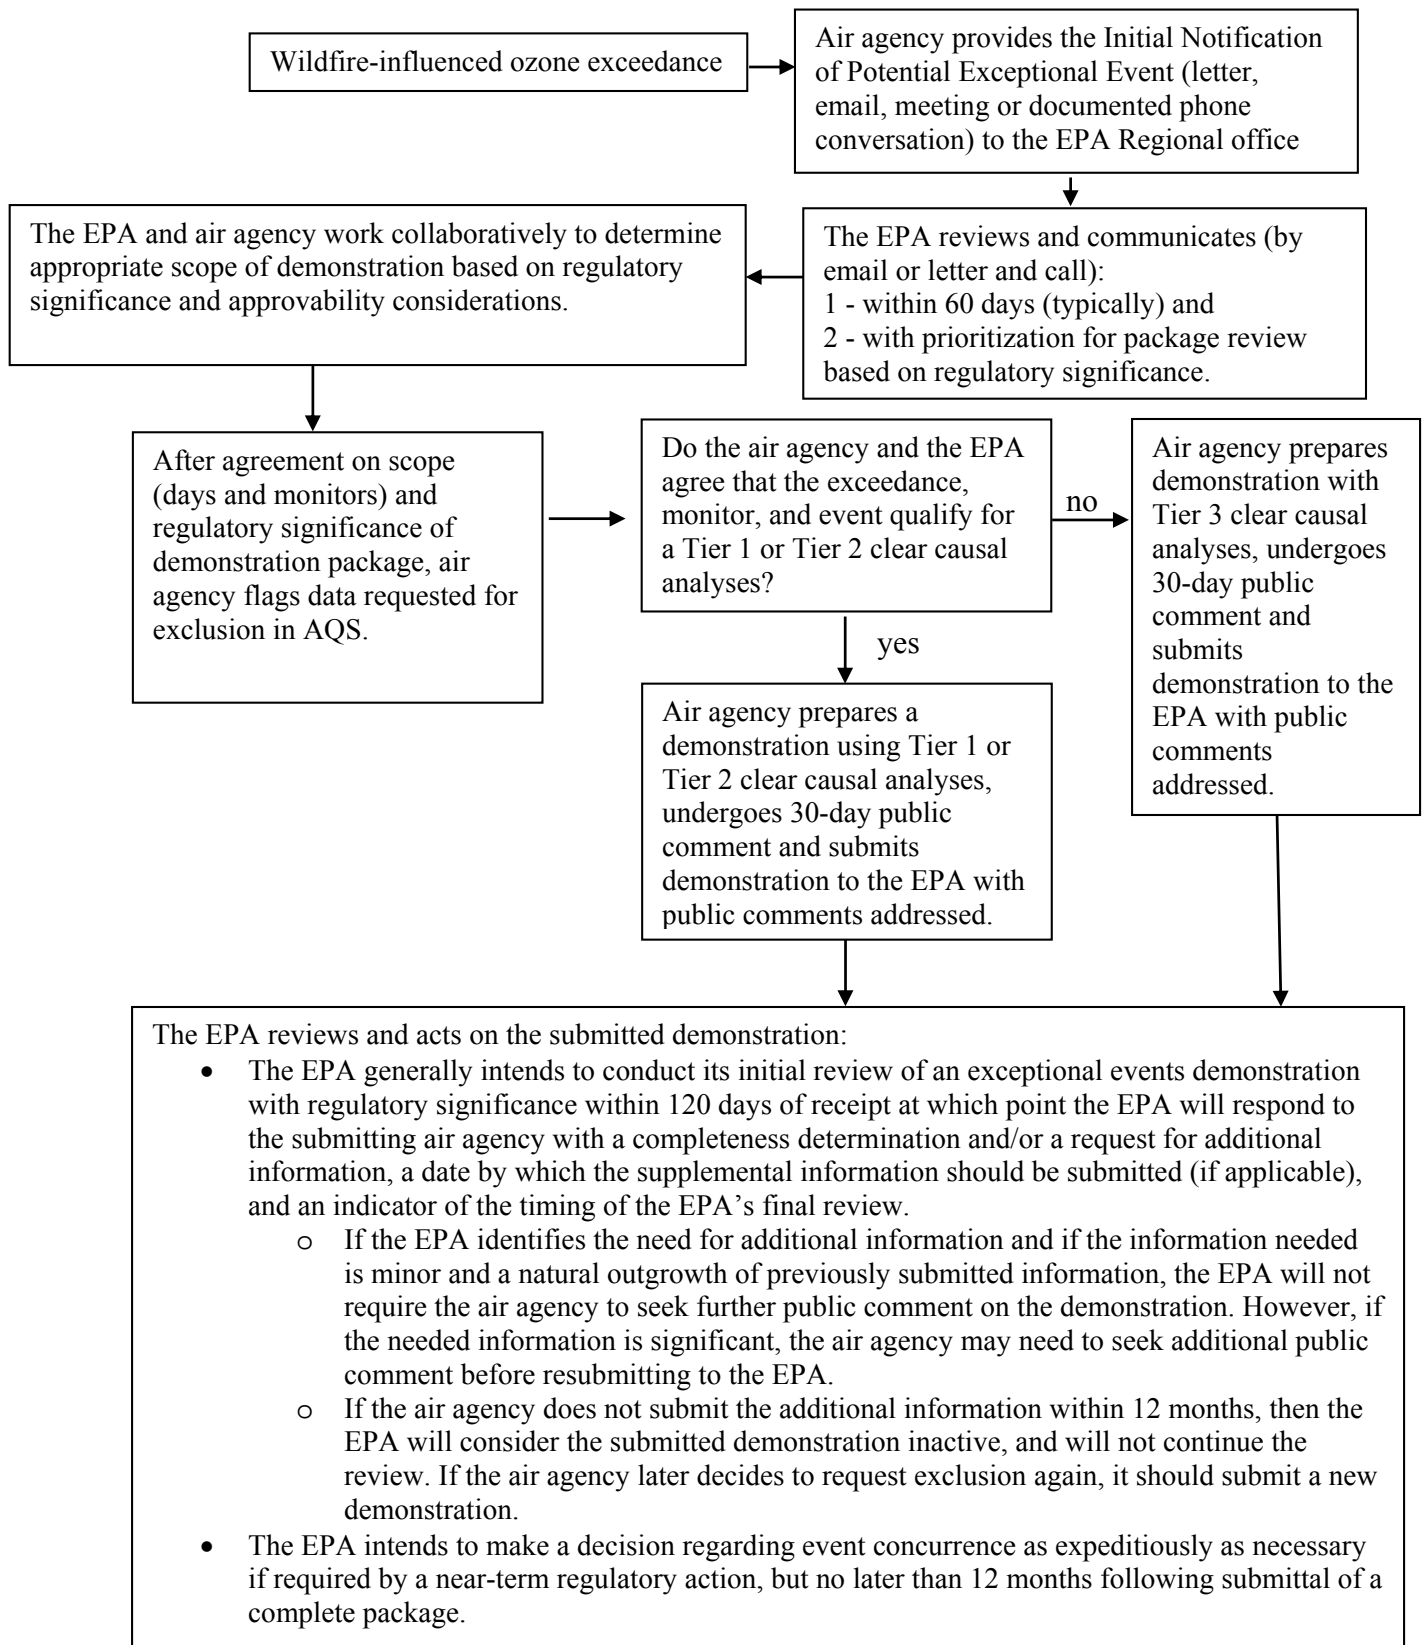 Wildfire-influenced ozone exceedance
Air agency provides the Initial Notification
of Potential Exceptional Event (letter,
email, meeting or documented phone
conversation) to the EPA Regional office
The EPA reviews and communicates (by
email or letter and call):
1 - within 60 days (typically) and
2 - with prioritization for package review
based on regulatory significance.
The EPA and air agency work collaboratively to determine
appropriate scope of demonstration based on regulatory
significance and approvability considerations.
After agreement on scope
(days and monitors) and
regulatory significance of
demonstration package, air
agency flags data requested for
exclusion in AQS.
Do the air agency and the EPA
agree that the exceedance,
monitor, and event qualify for
a Tier 1 or Tier 2 clear causal
analyses?
no
Air agency prepares
demonstration with
Tier 3 clear causal
analyses, undergoes
30-day public
comment and
submits
demonstration to the
EPA with public
comments
addressed.
yes
Air agency prepares a
demonstration using Tier 1 or
Tier 2 clear causal analyses,
undergoes 30-day public
comment and submits
demonstration to the EPA with
public comments addressed.
The EPA reviews and acts on the submitted demonstration:
• The EPA generally intends to conduct its initial review of an exceptional events demonstration
with regulatory significance within 120 days of receipt at which point the EPA will respond to
the submitting air agency with a completeness determination and/or a request for additional
information, a date by which the supplemental information should be submitted (if applicable),
and an indicator of the timing of the EPA’s final review.
o If the EPA identifies the need for additional information and if the information needed
is minor and a natural outgrowth of previously submitted information, the EPA will not
require the air agency to seek further public comment on the demonstration. However, if
the needed information is significant, the air agency may need to seek additional public
comment before resubmitting to the EPA.
o If the air agency does not submit the additional information within 12 months, then the
EPA will consider the submitted demonstration inactive, and will not continue the
review. If the air agency later decides to request exclusion again, it should submit a new
demonstration.
• The EPA intends to make a decision regarding event concurrence as expeditiously as necessary
if required by a near-term regulatory action, but no later than 12 months following submittal of a
complete package.